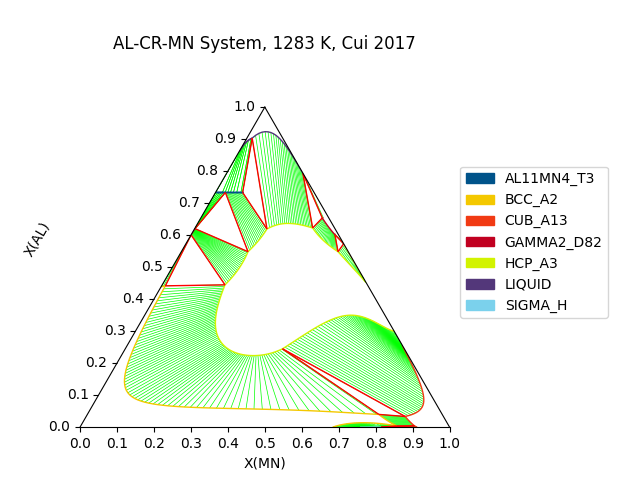 AL-CR-MN System, 1283 K, Cui 2017
1.0
0.9
0.8
0.7
0.6
0.5
0.4
0.3
0.2
0.1
0.0
X(AL)
0.0 0.1 0.2 0.3 0.4 0.5 0.6 0.7 0.8 0.9 1.0
X(MN)
AL11MN4_T3
BCC_A2
CUB_A13
GAMMA2_D82
HCP_A3
LIQUID
SIGMA_H